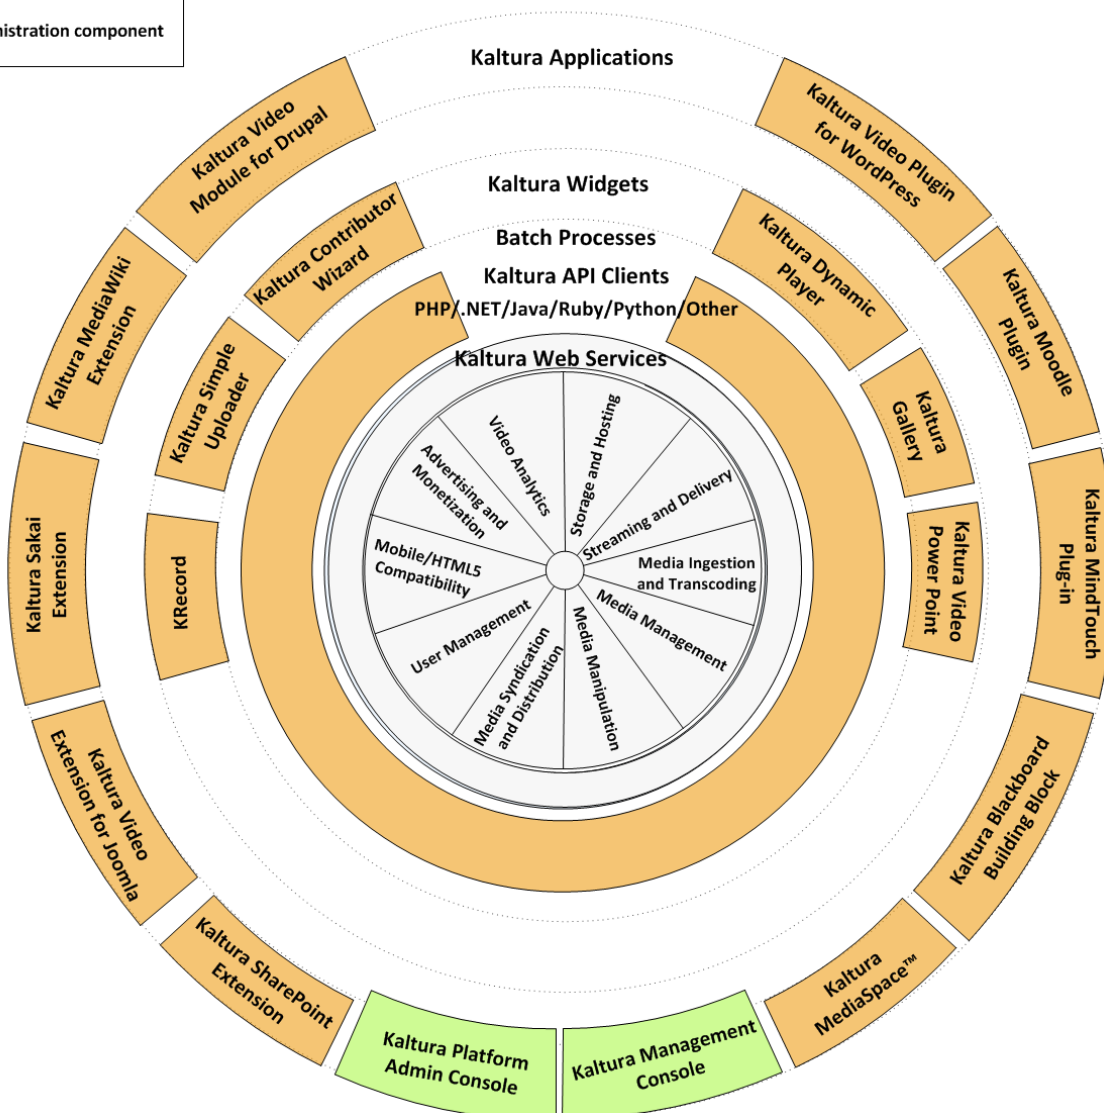 nistration component
Kaltura Applications
Kaltura Widgets
Batch Processes
Kaltura API Clients
PHP/.NET/Java/Ruby/Python/Other
Kaltura Web Services
Kaltura Video
Module for Drupal
Kaltura Video Plugin
for WordPress
Kaltura MediaWiki
Extension
Kaltura Moodle
Plugin
Kaltura Sakai
Extension
Kaltura MindTouch
Plug-in
Kaltura Video
Extension for Joomla
Kaltura Blackboard
Building Block
Kaltura SharePoint
Extension
Kaltura
MediaSpace™
Kaltura Platform
Admin Console
Kaltura Management
Console
Kaltura Contributor
Wizard
Kaltura Dynamic
Player
Kaltura Simple
Uploader
Kaltura
Gallery
KRecord
Kaltura Video
Power Point
Video Analytics
Storage and Hosting
Advertising and
Monetization
Streaming and Delivery
Mobile/HTML5
Compatibility
Media Ingestion
and Transcoding
User Management
Media Management
Media Syndication
and Distribution
Media Manipulation